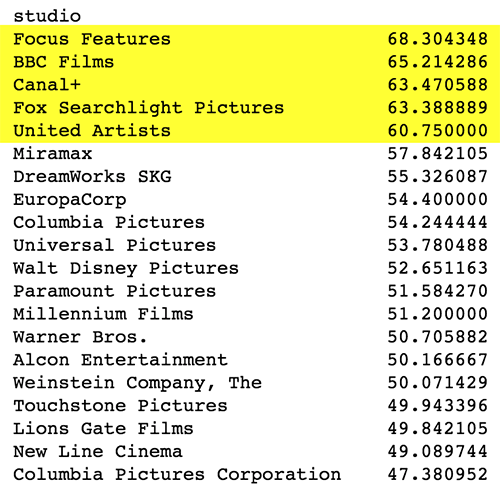 studio
Focus Features 68.304348
BBC Films 65.214286
Canal+ 63.470588
Fox Searchlight Pictures 63.388889
United Artists 60.750000
Miramax 57.842105
DreamWorks SKG 55.326087
EuropaCorp 54.400000
Columbia Pictures 54.244444
Universal Pictures 53.780488
Walt Disney Pictures 52.651163
Paramount Pictures 51.584270
Millennium Films 51.200000
Warner Bros. 50.705882
Alcon Entertainment 50.166667
Weinstein Company, The 50.071429
Touchstone Pictures 49.943396
Lions Gate Films 49.842105
New Line Cinema 49.089744
Columbia Pictures Corporation 47.380952